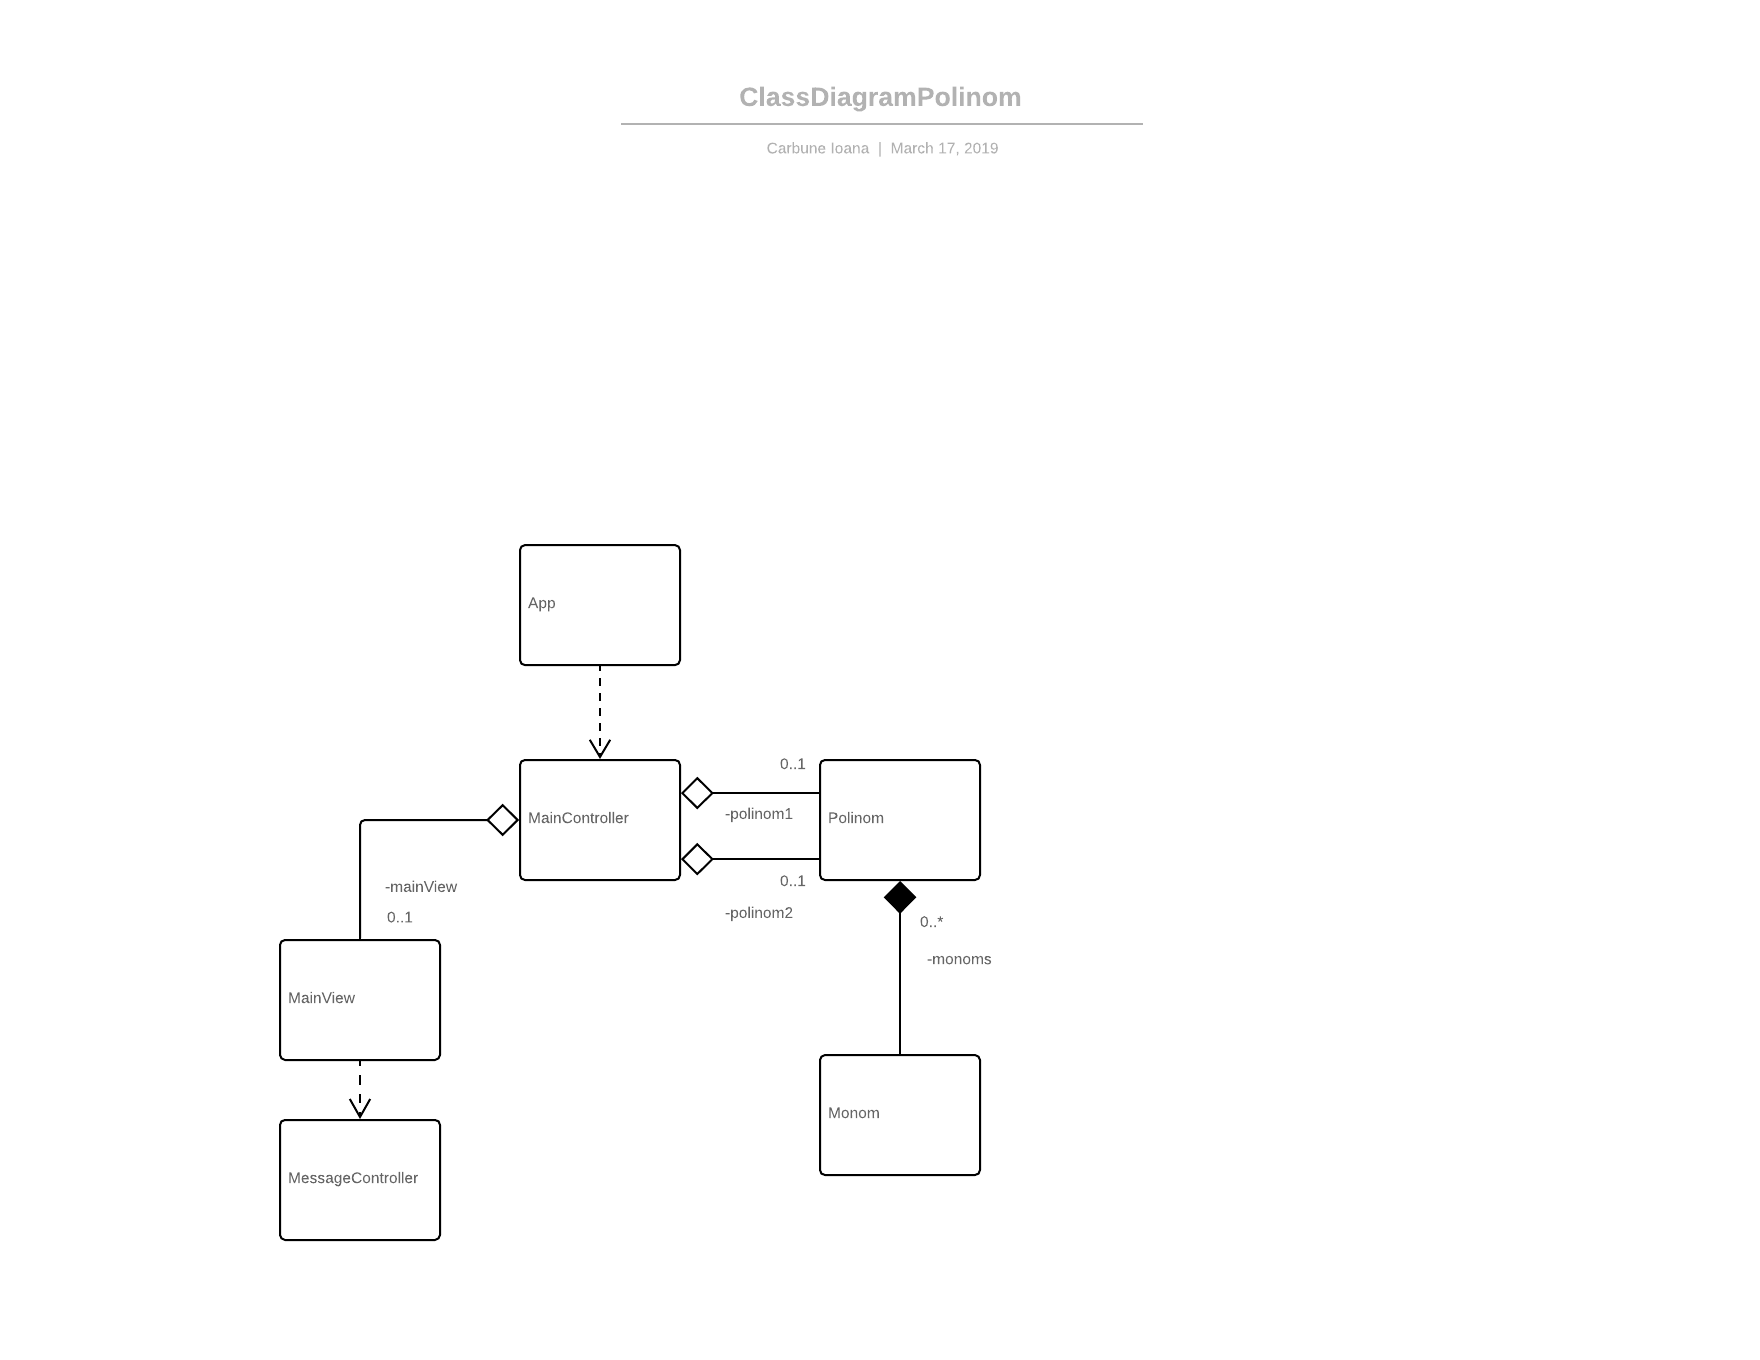 ClassDiagramPolinom
Carbune Ioana | March 17, 2019
App
0..1
-polinom1
MainController
Polinom
0..1
-mainView
-polinom2
0..1
0..*
-monoms
MainView
Monom
MessageController